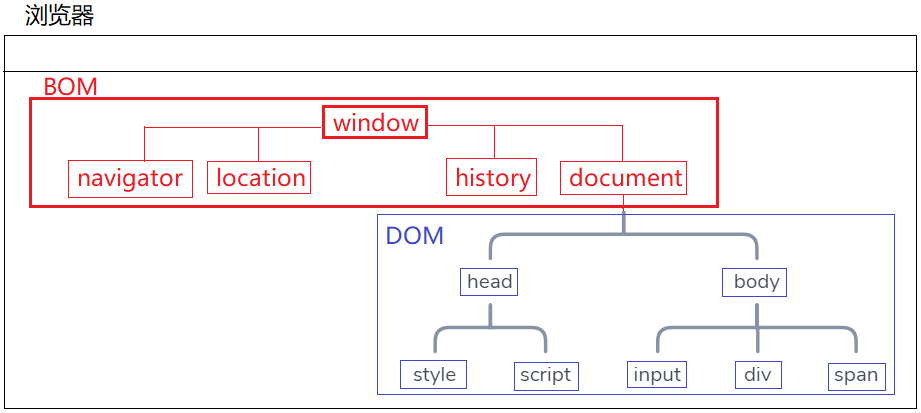 浏览器
BOM
window
navigator
location
history
document
DOM
head
body
style
script
input
div
span